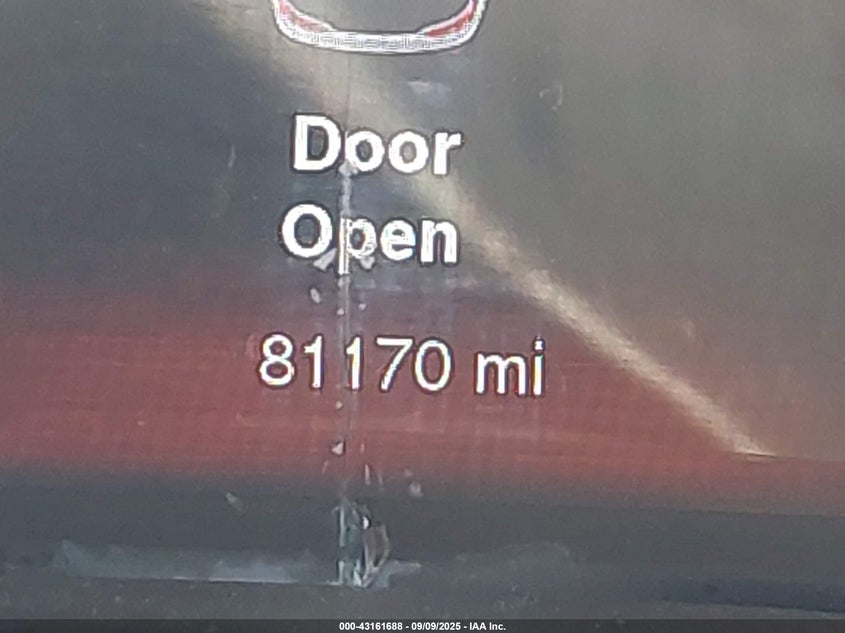 Door
Open
81170 mi
000-43161688 - 09/09/2025 - IAA Inc.